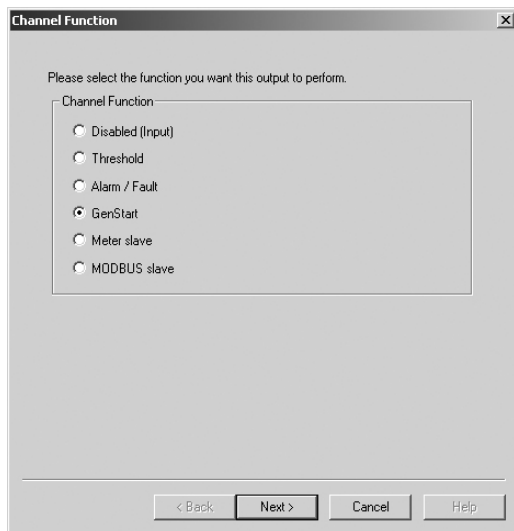 Channel Function
Please select the function you want this output to perform.
Channel Function
Disabled (Input)
Threshold
Alarm / Fault
GenStart
Meter slave
MODBUS slave
< Back Next > Cancel Help